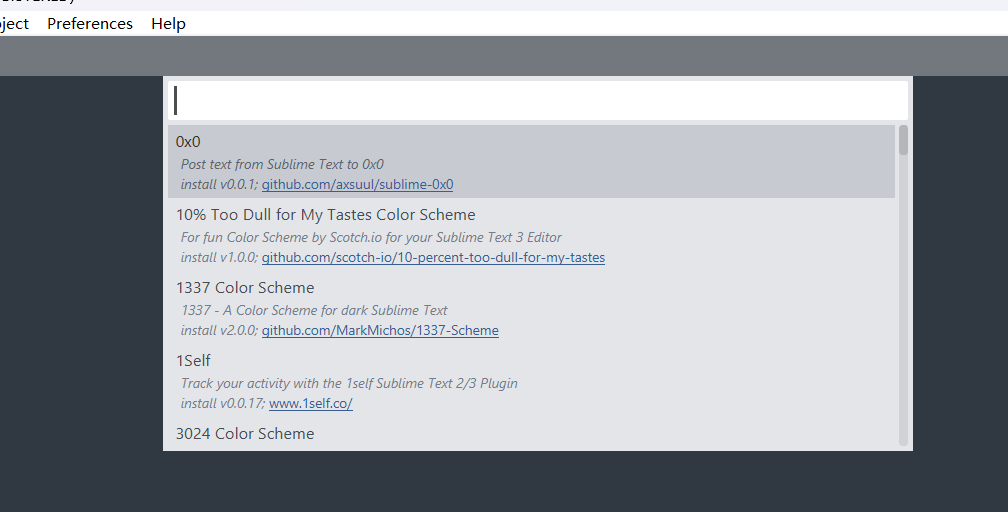 ject Preferences Help
0x0
Post text from Sublime Text to 0x0
install v0.0.1; github.com/axsuul/sublime-0x0
10% Too Dull for My Tastes Color Scheme
For fun Color Scheme by Scotch.io for your Sublime Text 3 Editor
install v1.0.0; github.com/scotch-io/10-percent-too-dull-for-my-tastes
1337 Color Scheme
1337 - A Color Scheme for dark Sublime Text
install v2.0.0; github.com/MarkMichos/1337-Scheme
1Self
Track your activity with the 1self Sublime Text 2/3 Plugin
install v0.0.17; www.1self.co/
3024 Color Scheme